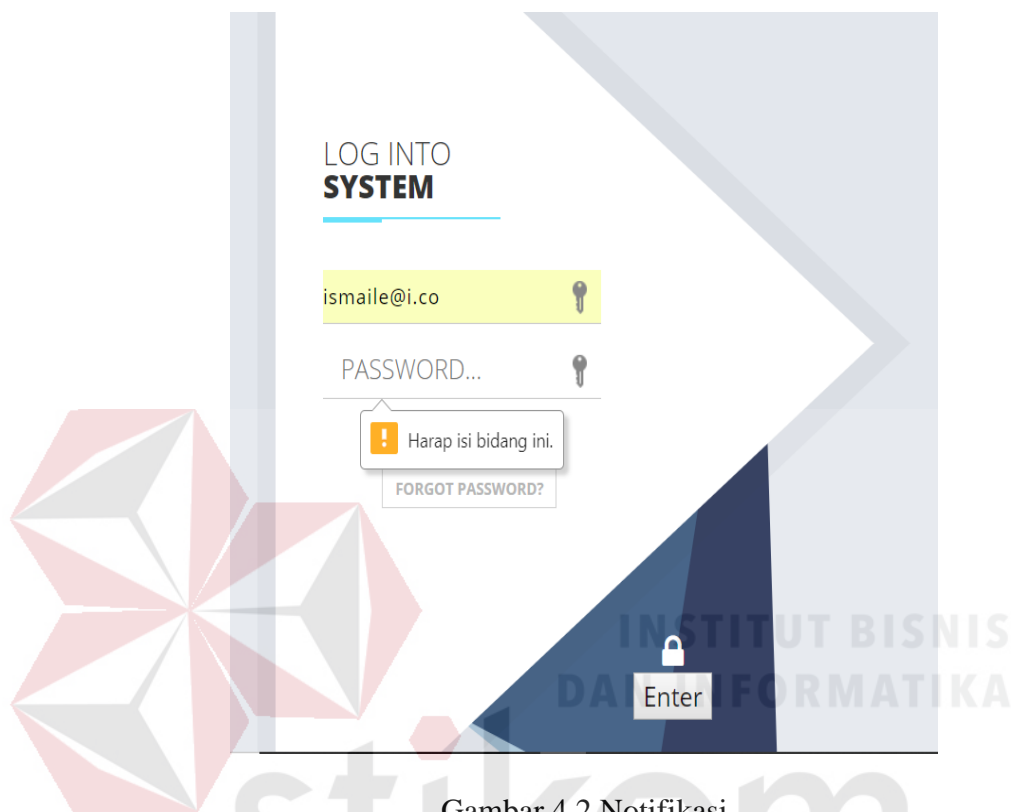 LOG INTO
SYSTEM
ismaile@i.co
PASSWORD...
Harap isi bidang ini.
FORGOT PASSWORD?
INSTITUT BISNIS
DAN INFORMATIKA
Enter
stikom
Gambar 4.2 Notifikasi